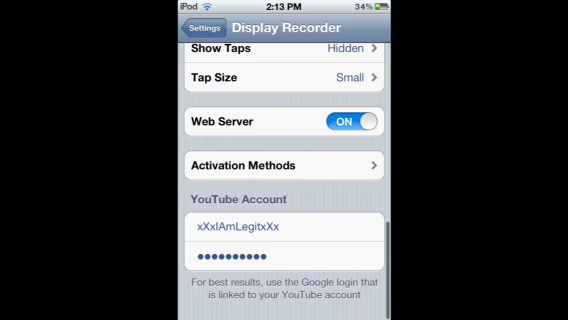 iPod 2:13 PM 34%
Settings Display Recorder
Show Taps Hidden
Tap Size Small
Web Server ON
Activation Methods
YouTube Account
xXxIAmLegitxXx
●●●●●●●●●●
For best results, use the Google login that
is linked to your YouTube account